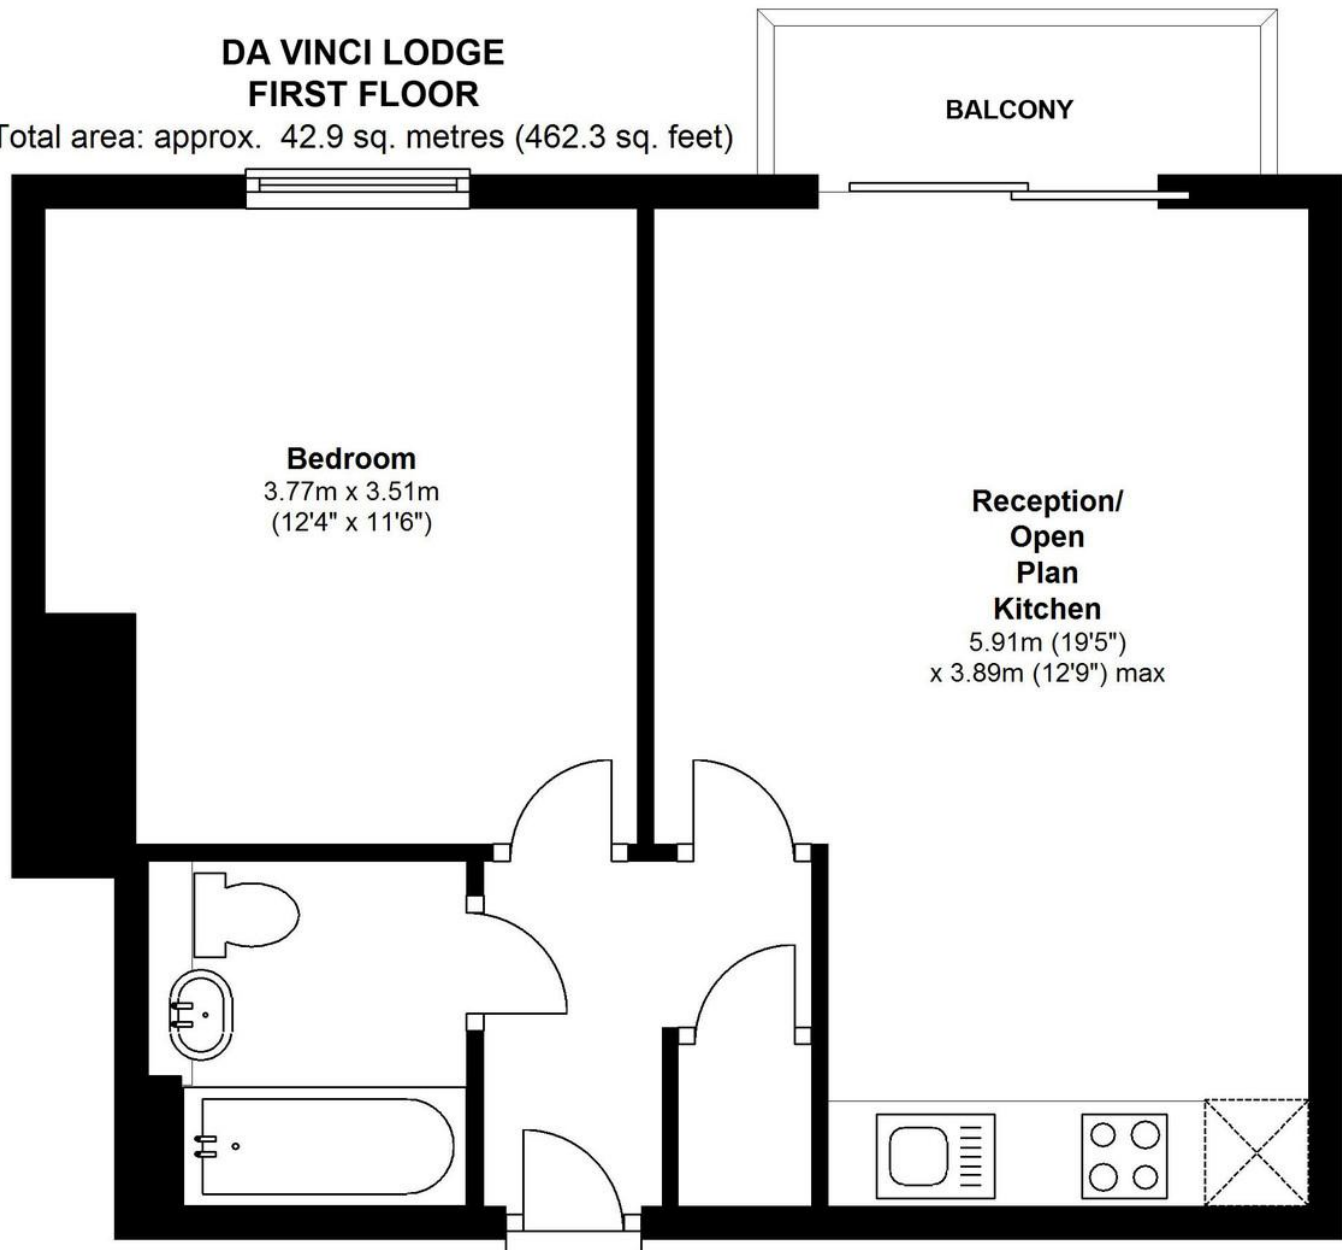 DA VINCI LODGE
FIRST FLOOR
Total area: approx. 42.9 sq. metres (462.3 sq. feet)
BALCONY
Bedroom
3.77m x 3.51m
(12'4" x 11'6")
Reception/
Open
Plan
Kitchen
5.91m (19'5")
x 3.89m (12'9") max